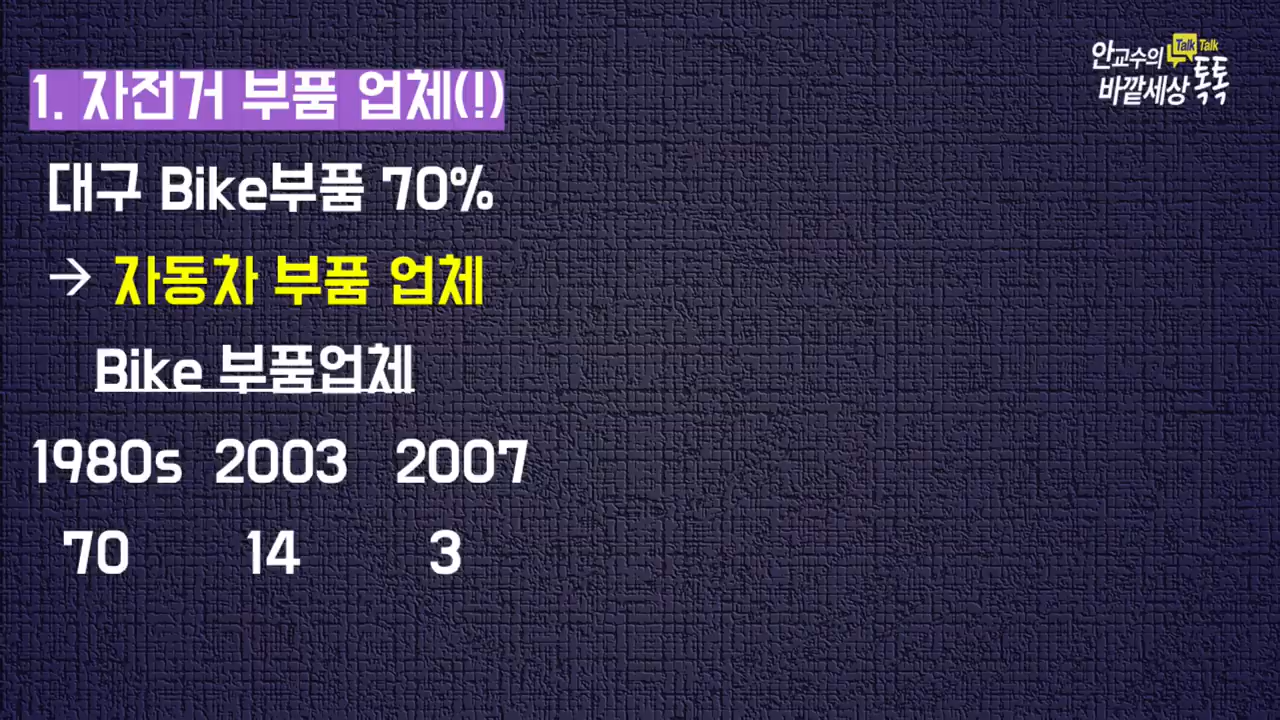 안교수의 Talk Talk
바깥세상 톡톡
1. 자전거 부품 업체(!)
대구 Bike부품 70%
→ 자동차 부품 업체
Bike 부품업체
1980s 2003 2007
70 14 3